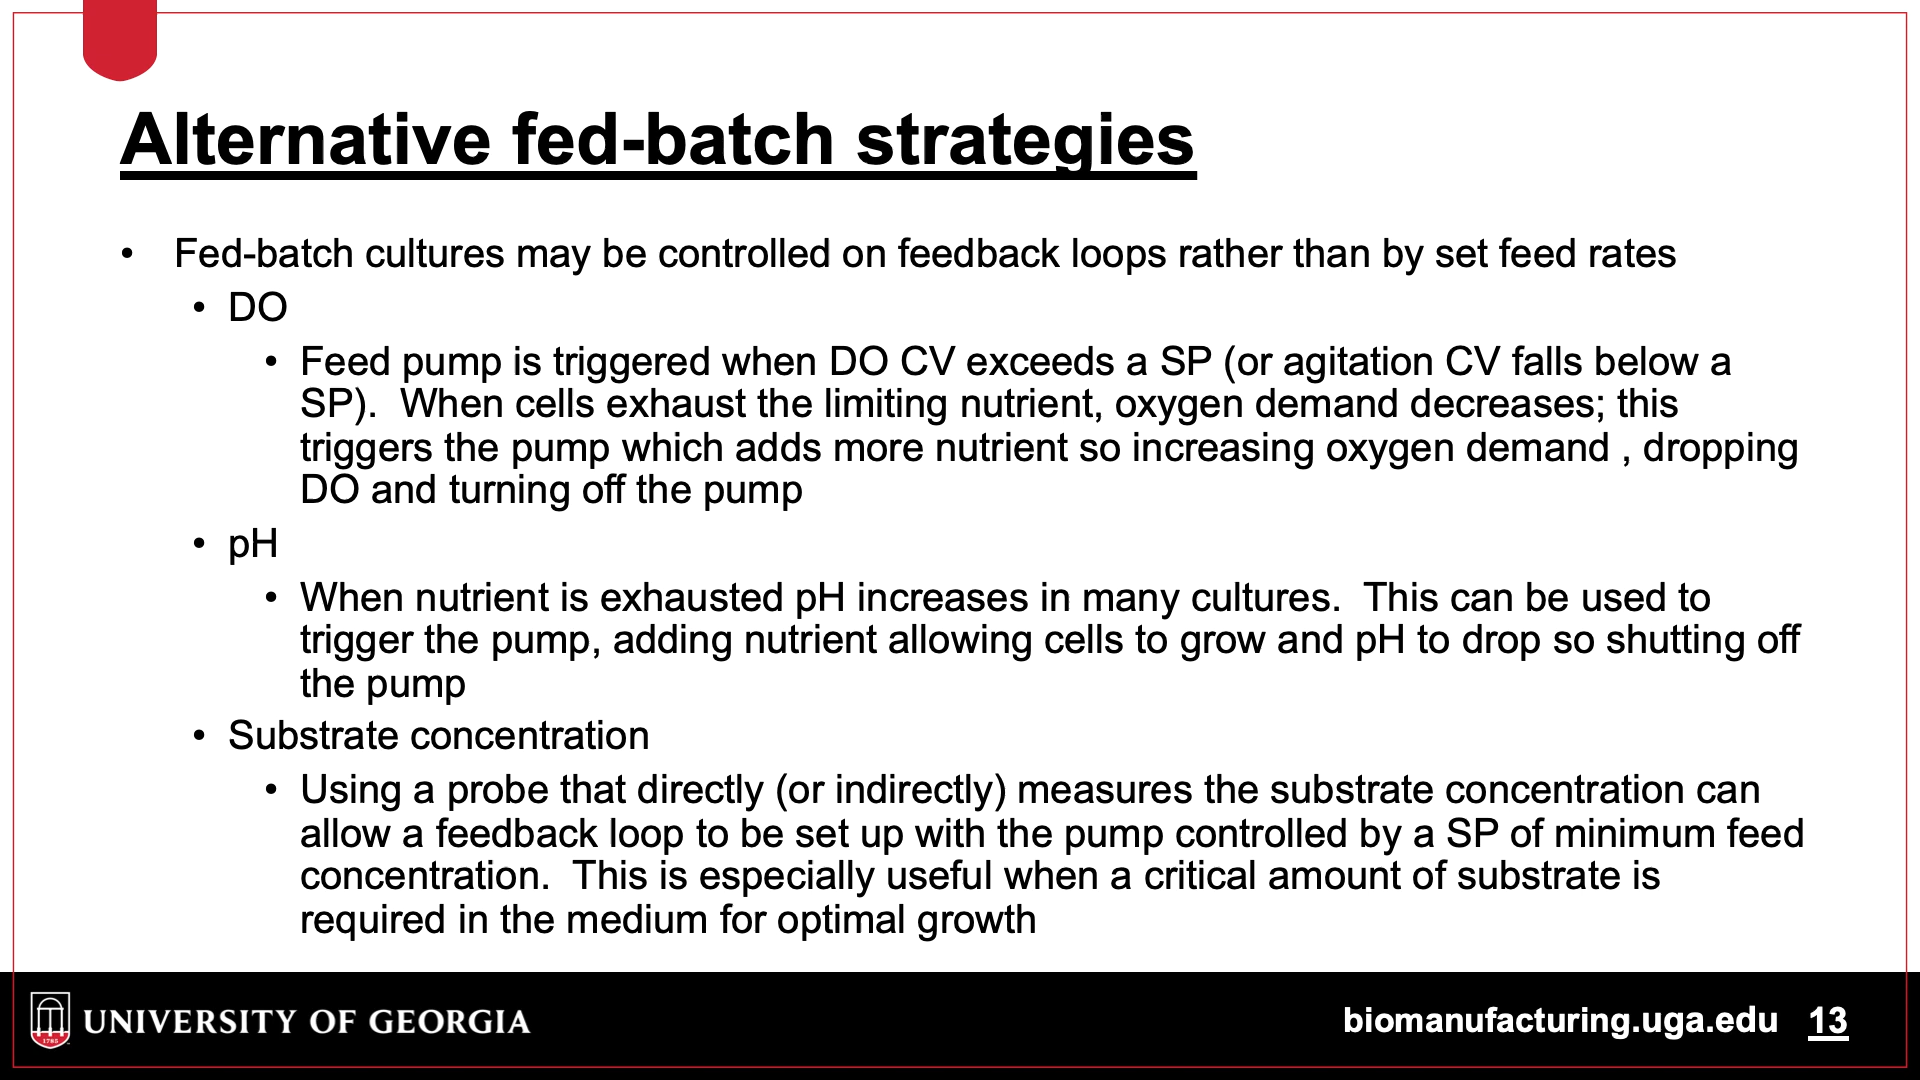 Alternative fed-batch strategies
• Fed-batch cultures may be controlled on feedback loops rather than by set feed rates
• DO
• Feed pump is triggered when DO CV exceeds a SP (or agitation CV falls below a
SP).  When cells exhaust the limiting nutrient, oxygen demand decreases; this
triggers the pump which adds more nutrient so increasing oxygen demand , dropping
DO and turning off the pump
• pH
• When nutrient is exhausted pH increases in many cultures.  This can be used to
trigger the pump, adding nutrient allowing cells to grow and pH to drop so shutting off
the pump
• Substrate concentration
• Using a probe that directly (or indirectly) measures the substrate concentration can
allow a feedback loop to be set up with the pump controlled by a SP of minimum feed
concentration.  This is especially useful when a critical amount of substrate is
required in the medium for optimal growth
1785
UNIVERSITY OF GEORGIA
biomanufacturing.uga.edu 13